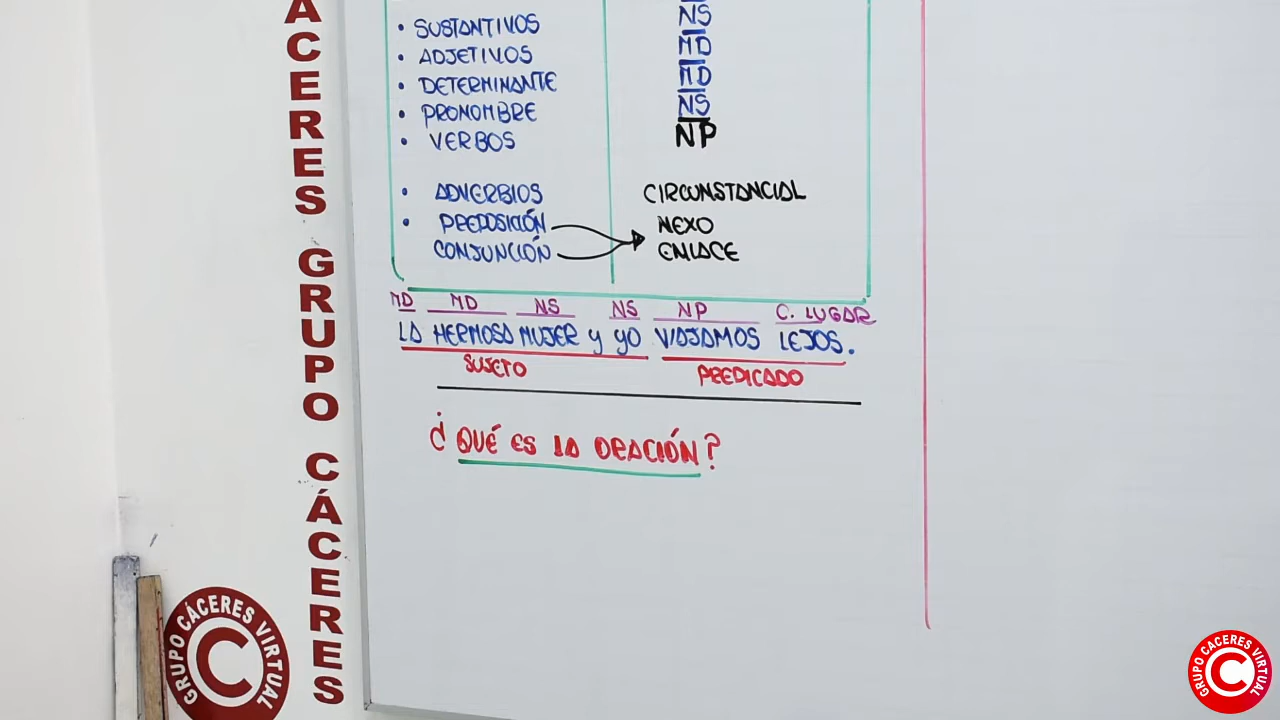 ÁCERES GRUPO CÁCERES
• SUSTANTIVOS NS
• ADJETIVOS MD
• DETERMINANTE MD
• PRONOMBRE NS
• VERBOS NP
• ADVERBIOS CIRCUNSTANCIAL
• PREPOSICIÓN NEXO
CONJUNCIÓN ENLACE
MD MD NS NS NP C. LUGAR
LA HERMOSA MUJER y yo VIAJAMOS LEJOS.
SUJETO PREDICADO
¿QUÉ ES LA ORACIÓN?
GRUPO CÁCERES VIRTUAL
C
GRUPO CACERES VIRTUAL
C